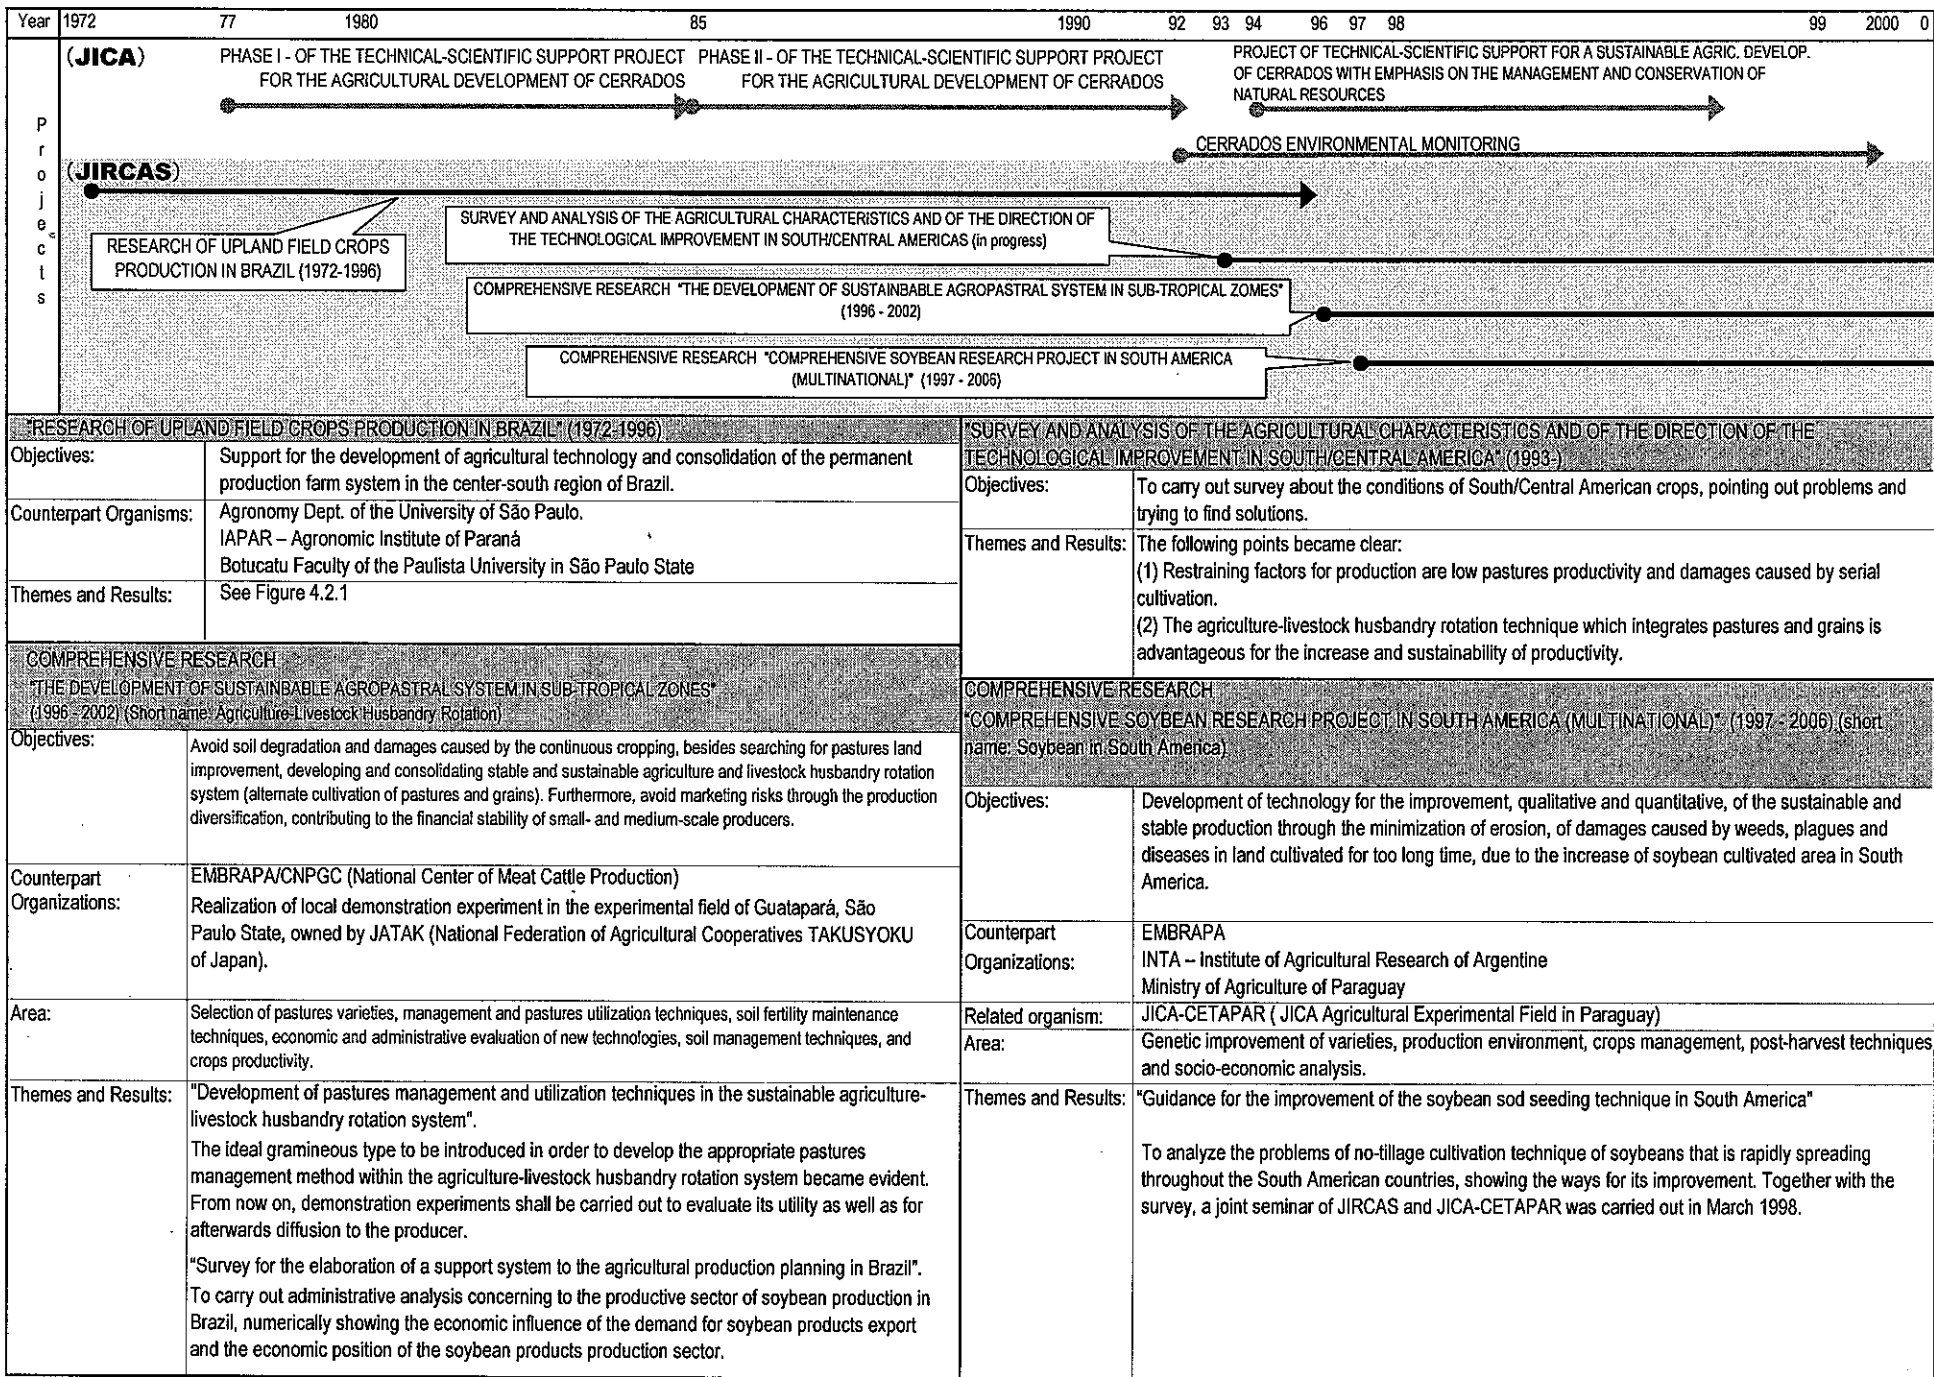 Year 1972 77 1980 85 1990 92 93 94 96 97 98 99 2000 0
Projects
(JICA)
PHASE I - OF THE TECHNICAL-SCIENTIFIC SUPPORT PROJECT
FOR THE AGRICULTURAL DEVELOPMENT OF CERRADOS
PHASE II - OF THE TECHNICAL-SCIENTIFIC SUPPORT PROJECT
FOR THE AGRICULTURAL DEVELOPMENT OF CERRADOS
PROJECT OF TECHNICAL-SCIENTIFIC SUPPORT FOR A SUSTAINABLE AGRIC. DEVELOP.
OF CERRADOS WITH EMPHASIS ON THE MANAGEMENT AND CONSERVATION OF
NATURAL RESOURCES
CERRADOS ENVIRONMENTAL MONITORING
(JIRCAS)
RESEARCH OF UPLAND FIELD CROPS
PRODUCTION IN BRAZIL (1972-1996)
SURVEY AND ANALYSIS OF THE AGRICULTURAL CHARACTERISTICS AND OF THE DIRECTION OF
THE TECHNOLOGICAL IMPROVEMENT IN SOUTH/CENTRAL AMERICAS (in progress)
COMPREHENSIVE RESEARCH "THE DEVELOPMENT OF SUSTAINBABLE AGROPASTRAL SYSTEM IN SUB-TROPICAL ZOMES"
(1996 - 2002)
COMPREHENSIVE RESEARCH "COMPREHENSIVE SOYBEAN RESEARCH PROJECT IN SOUTH AMERICA
(MULTINATIONAL)" (1997 - 2006)
"RESEARCH OF UPLAND FIELD CROPS PRODUCTION IN BRAZIL" (1972-1996)
Objectives:
Support for the development of agricultural technology and consolidation of the permanent
production farm system in the center-south region of Brazil.
Counterpart Organisms:
Agronomy Dept. of the University of São Paulo.
IAPAR – Agronomic Institute of Paraná
Botucatu Faculty of the Paulista University in São Paulo State
Themes and Results:
See Figure 4.2.1
COMPREHENSIVE RESEARCH
"THE DEVELOPMENT OF SUSTAINBABLE AGROPASTRAL SYSTEM IN SUB-TROPICAL ZONES"
(1996 - 2002) (Short name: Agriculture-Livestock Husbandry Rotation)
Objectives:
Avoid soil degradation and damages caused by the continuous cropping, besides searching for pastures land
improvement, developing and consolidating stable and sustainable agriculture and livestock husbandry rotation
system (alternate cultivation of pastures and grains). Furthermore, avoid marketing risks through the production
diversification, contributing to the financial stability of small- and medium-scale producers.
Counterpart
Organizations:
EMBRAPA/CNPGC (National Center of Meat Cattle Production)
Realization of local demonstration experiment in the experimental field of Guatapará, São
Paulo State, owned by JATAK (National Federation of Agricultural Cooperatives TAKUSYOKU
of Japan).
Area:
Selection of pastures varieties, management and pastures utilization techniques, soil fertility maintenance
techniques, economic and administrative evaluation of new technologies, soil management techniques, and
crops productivity.
Themes and Results:
"Development of pastures management and utilization techniques in the sustainable agriculture-
livestock husbandry rotation system".
The ideal gramineous type to be introduced in order to develop the appropriate pastures
management method within the agriculture-livestock husbandry rotation system became evident.
From now on, demonstration experiments shall be carried out to evaluate its utility as well as for
afterwards diffusion to the producer.
"Survey for the elaboration of a support system to the agricultural production planning in Brazil".
To carry out administrative analysis concerning to the productive sector of soybean production in
Brazil, numerically showing the economic influence of the demand for soybean products export
and the economic position of the soybean products production sector.
"SURVEY AND ANALYSIS OF THE AGRICULTURAL CHARACTERISTICS AND OF THE DIRECTION OF THE
TECHNOLOGICAL IMPROVEMENT IN SOUTH/CENTRAL AMERICA" (1993-)
Objectives:
To carry out survey about the conditions of South/Central American crops, pointing out problems and
trying to find solutions.
Themes and Results:
The following points became clear:
(1) Restraining factors for production are low pastures productivity and damages caused by serial
cultivation.
(2) The agriculture-livestock husbandry rotation technique which integrates pastures and grains is
advantageous for the increase and sustainability of productivity.
COMPREHENSIVE RESEARCH
"COMPREHENSIVE SOYBEAN RESEARCH PROJECT IN SOUTH AMERICA (MULTINATIONAL)" (1997 - 2006) (short
name: Soybean in South America)
Objectives:
Development of technology for the improvement, qualitative and quantitative, of the sustainable and
stable production through the minimization of erosion, of damages caused by weeds, plagues and
diseases in land cultivated for too long time, due to the increase of soybean cultivated area in South
America.
Counterpart
Organizations:
EMBRAPA
INTA – Institute of Agricultural Research of Argentine
Ministry of Agriculture of Paraguay
Related organism:
JICA-CETAPAR ( JICA Agricultural Experimental Field in Paraguay)
Area:
Genetic improvement of varieties, production environment, crops management, post-harvest techniques
and socio-economic analysis.
Themes and Results:
"Guidance for the improvement of the soybean sod seeding technique in South America"
To analyze the problems of no-tillage cultivation technique of soybeans that is rapidly spreading
throughout the South American countries, showing the ways for its improvement. Together with the
survey, a joint seminar of JIRCAS and JICA-CETAPAR was carried out in March 1998.